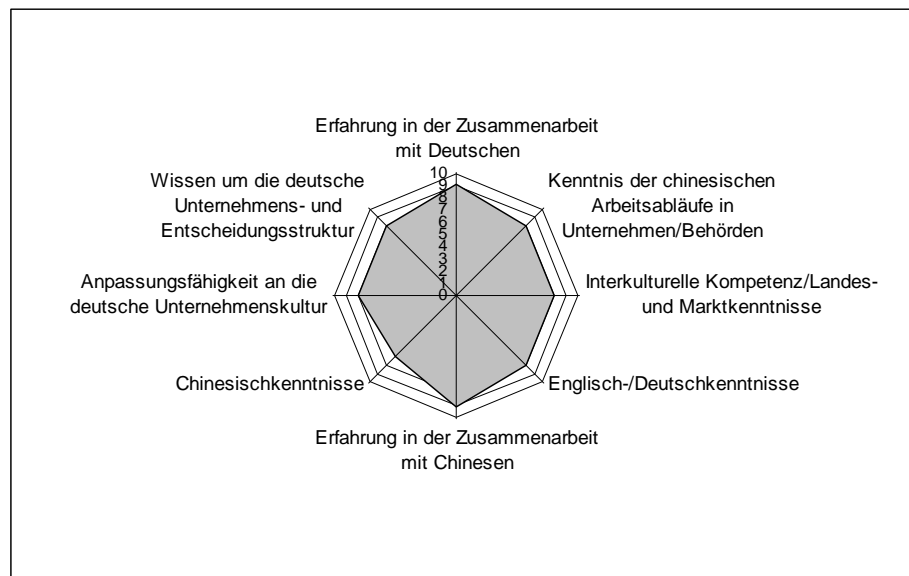 Erfahrung in der Zusammenarbeit
mit Deutschen
Kenntnis der chinesischen
Arbeitsabläufe in
Unternehmen/Behörden
Interkulturelle Kompetenz/Landes-
und Marktkenntnisse
Englisch-/Deutschkenntnisse
Erfahrung in der Zusammenarbeit
mit Chinesen
Chinesischkenntnisse
Anpassungsfähigkeit an die
deutsche Unternehmenskultur
Wissen um die deutsche
Unternehmens- und
Entscheidungsstruktur
10
9
8
7
6
5
4
3
2
1
0